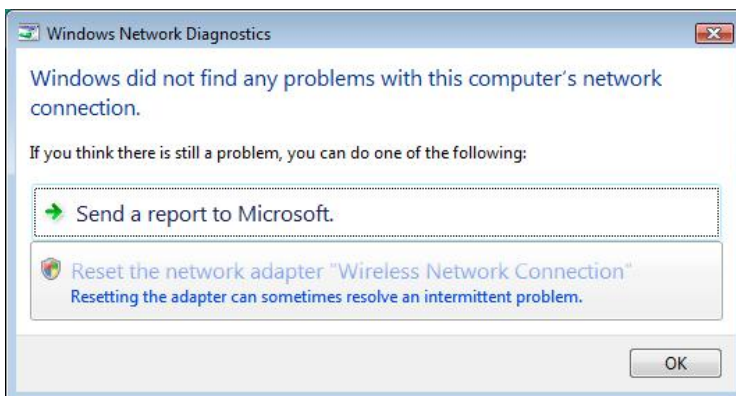 Windows Network Diagnostics
Windows did not find any problems with this computer's network
connection.
If you think there is still a problem, you can do one of the following:
Send a report to Microsoft.
Reset the network adapter "Wireless Network Connection"
Resetting the adapter can sometimes resolve an intermittent problem.
OK